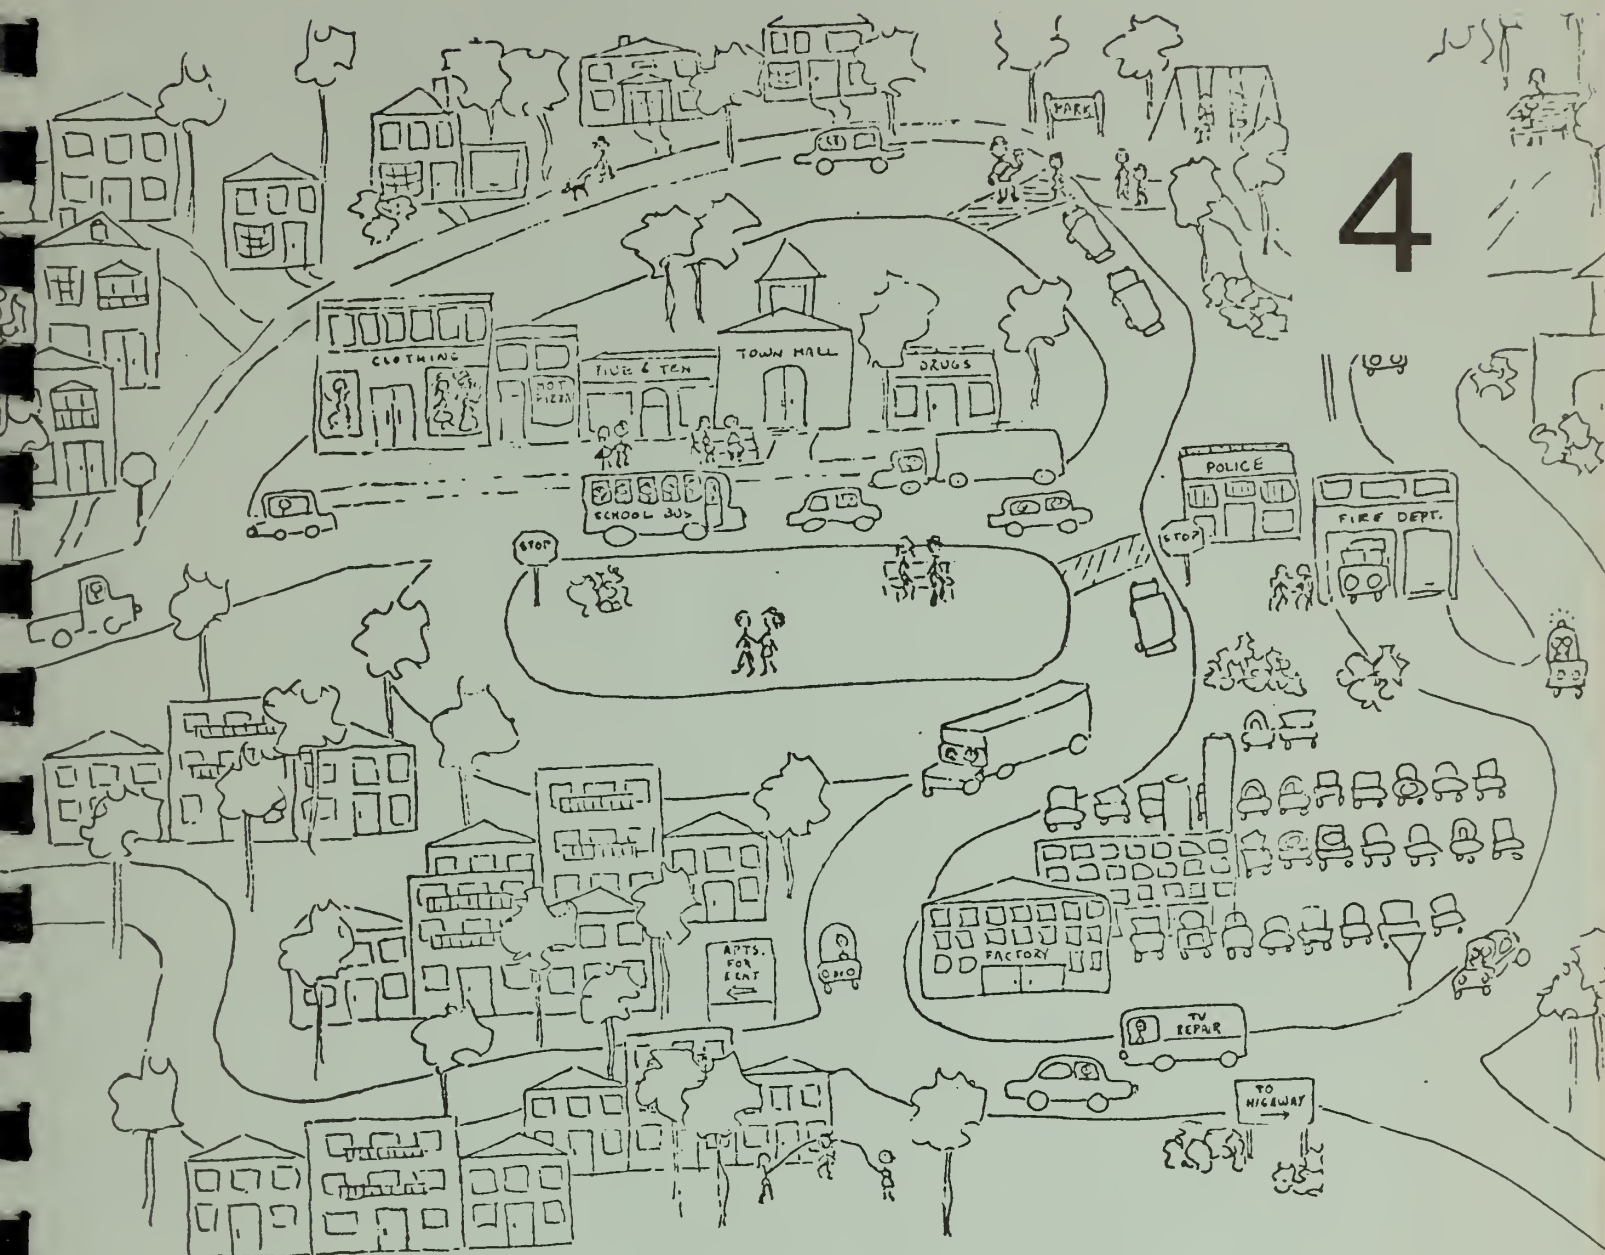 PARK
4
CLOTHING
HOT
PIZZA
FIVE & TEN
TOWN HALL
DRUGS
SCHOOL BUS
POLICE
FIRE DEPT.
STOP
STOP
APTS.
FOR
RENT
FACTORY
TV
REPAIR
TO
HIGHWAY